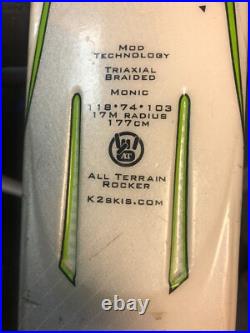 Mod
Technology
Triaxial
Braided
Monic
118*74*103
17M RADIUS
177CM
All Terrain
Rocker
K2skis.com